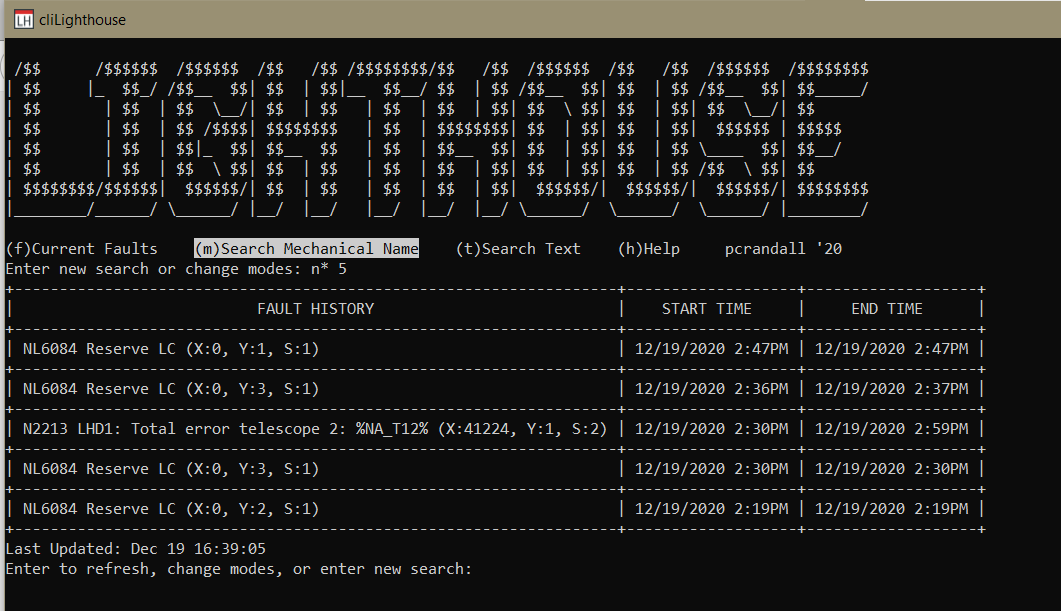 LH cliLighthouse
LIGHTHOUSE
(f)Current Faults (m)Search Mechanical Name (t)Search Text (h)Help pcrandall '20
Enter new search or change modes: n* 5
FAULT HISTORY START TIME END TIME
NL6084 Reserve LC (X:0, Y:1, S:1) 12/19/2020 2:47PM 12/19/2020 2:47PM
NL6084 Reserve LC (X:0, Y:3, S:1) 12/19/2020 2:36PM 12/19/2020 2:37PM
N2213 LHD1: Total error telescope 2: %NA_T12% (X:41224, Y:1, S:2) 12/19/2020 2:30PM 12/19/2020 2:59PM
NL6084 Reserve LC (X:0, Y:3, S:1) 12/19/2020 2:30PM 12/19/2020 2:30PM
NL6084 Reserve LC (X:0, Y:2, S:1) 12/19/2020 2:19PM 12/19/2020 2:19PM
Last Updated: Dec 19 16:39:05
Enter to refresh, change modes, or enter new search: